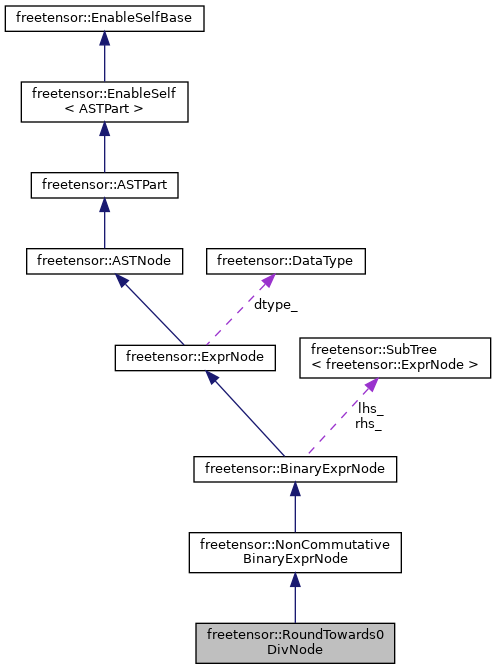 freetensor::EnableSelfBase
freetensor::EnableSelf
< ASTPart >
freetensor::ASTPart
freetensor::ASTNode
freetensor::DataType
dtype_
freetensor::ExprNode
freetensor::SubTree
< freetensor::ExprNode >
lhs_
rhs_
freetensor::BinaryExprNode
freetensor::NonCommutative
BinaryExprNode
freetensor::RoundTowards0
DivNode